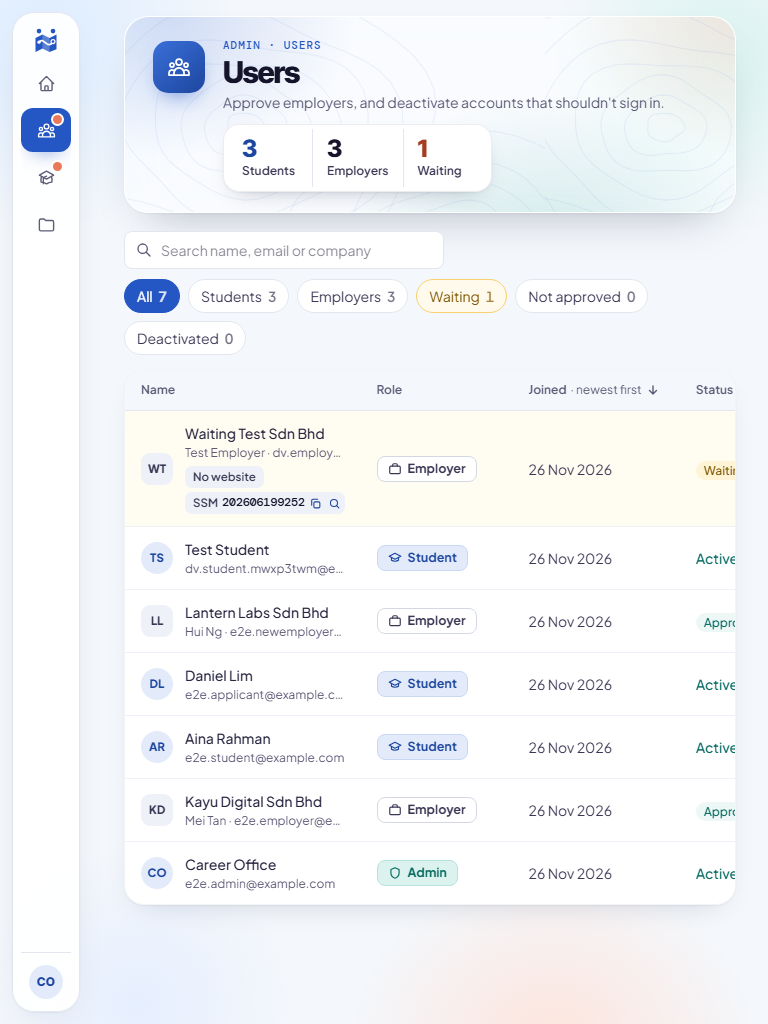 ADMIN · USERS
Users
Approve employers, and deactivate accounts that shouldn't sign in.
3 3 1
Students Employers Waiting
Search name, email or company
All 7 Students 3 Employers 3 Waiting 1 Not approved 0
Deactivated 0
Name Role Joined · newest first Status
Waiting Test Sdn Bhd
Test Employer · dv.employ…
WT Employer 26 Nov 2026
No website
SSM 202606199252
Test Student
TS Student 26 Nov 2026 Active
dv.student.mwxp3twm@e…
Lantern Labs Sdn Bhd
LL Employer 26 Nov 2026
Hui Ng · e2e.newemployer…
Daniel Lim
DL Student 26 Nov 2026 Active
e2e.applicant@example.c…
Aina Rahman
AR Student 26 Nov 2026 Active
e2e.student@example.com
Kayu Digital Sdn Bhd
KD Employer 26 Nov 2026
Mei Tan · e2e.employer@e…
Career Office
CO Admin 26 Nov 2026 Active
e2e.admin@example.com
CO